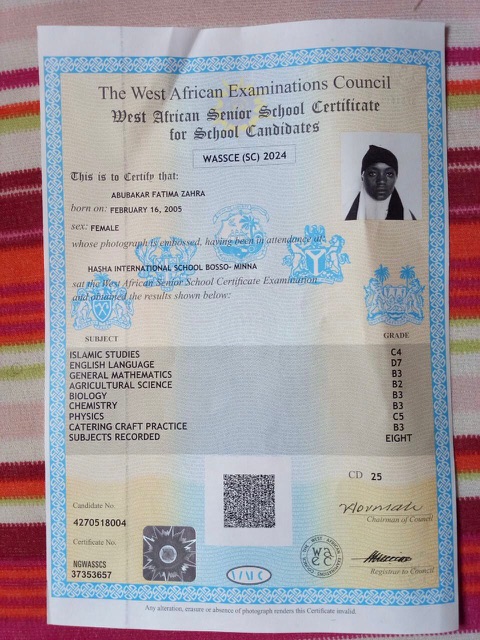 The West African Examinations Council
West African Senior School Certificate
for School Candidates
WASSCE (SC) 2024
This is to Certify that:
ABUBAKAR FATIMA ZAHRA
born on: FEBRUARY 16, 2005
sex: FEMALE
whose photograph is embossed, having been in attendance at:
HASHA INTERNATIONAL SCHOOL BOSSO- MINNA
sat the West African Senior School Certificate Examination
and obtained the results shown below:
SUBJECT GRADE
ISLAMIC STUDIES C4
ENGLISH LANGUAGE D7
GENERAL MATHEMATICS B3
AGRICULTURAL SCIENCE B2
BIOLOGY B3
CHEMISTRY B3
PHYSICS C5
CATERING CRAFT PRACTICE B3
SUBJECTS RECORDED EIGHT
CD 25
Candidate No.
4270518004
Chairman of Council
Certificate No.
NGWASSCS
37353657
waec
Registrar to Council
Any alteration, erasure or absence of photograph renders this Certificate invalid.